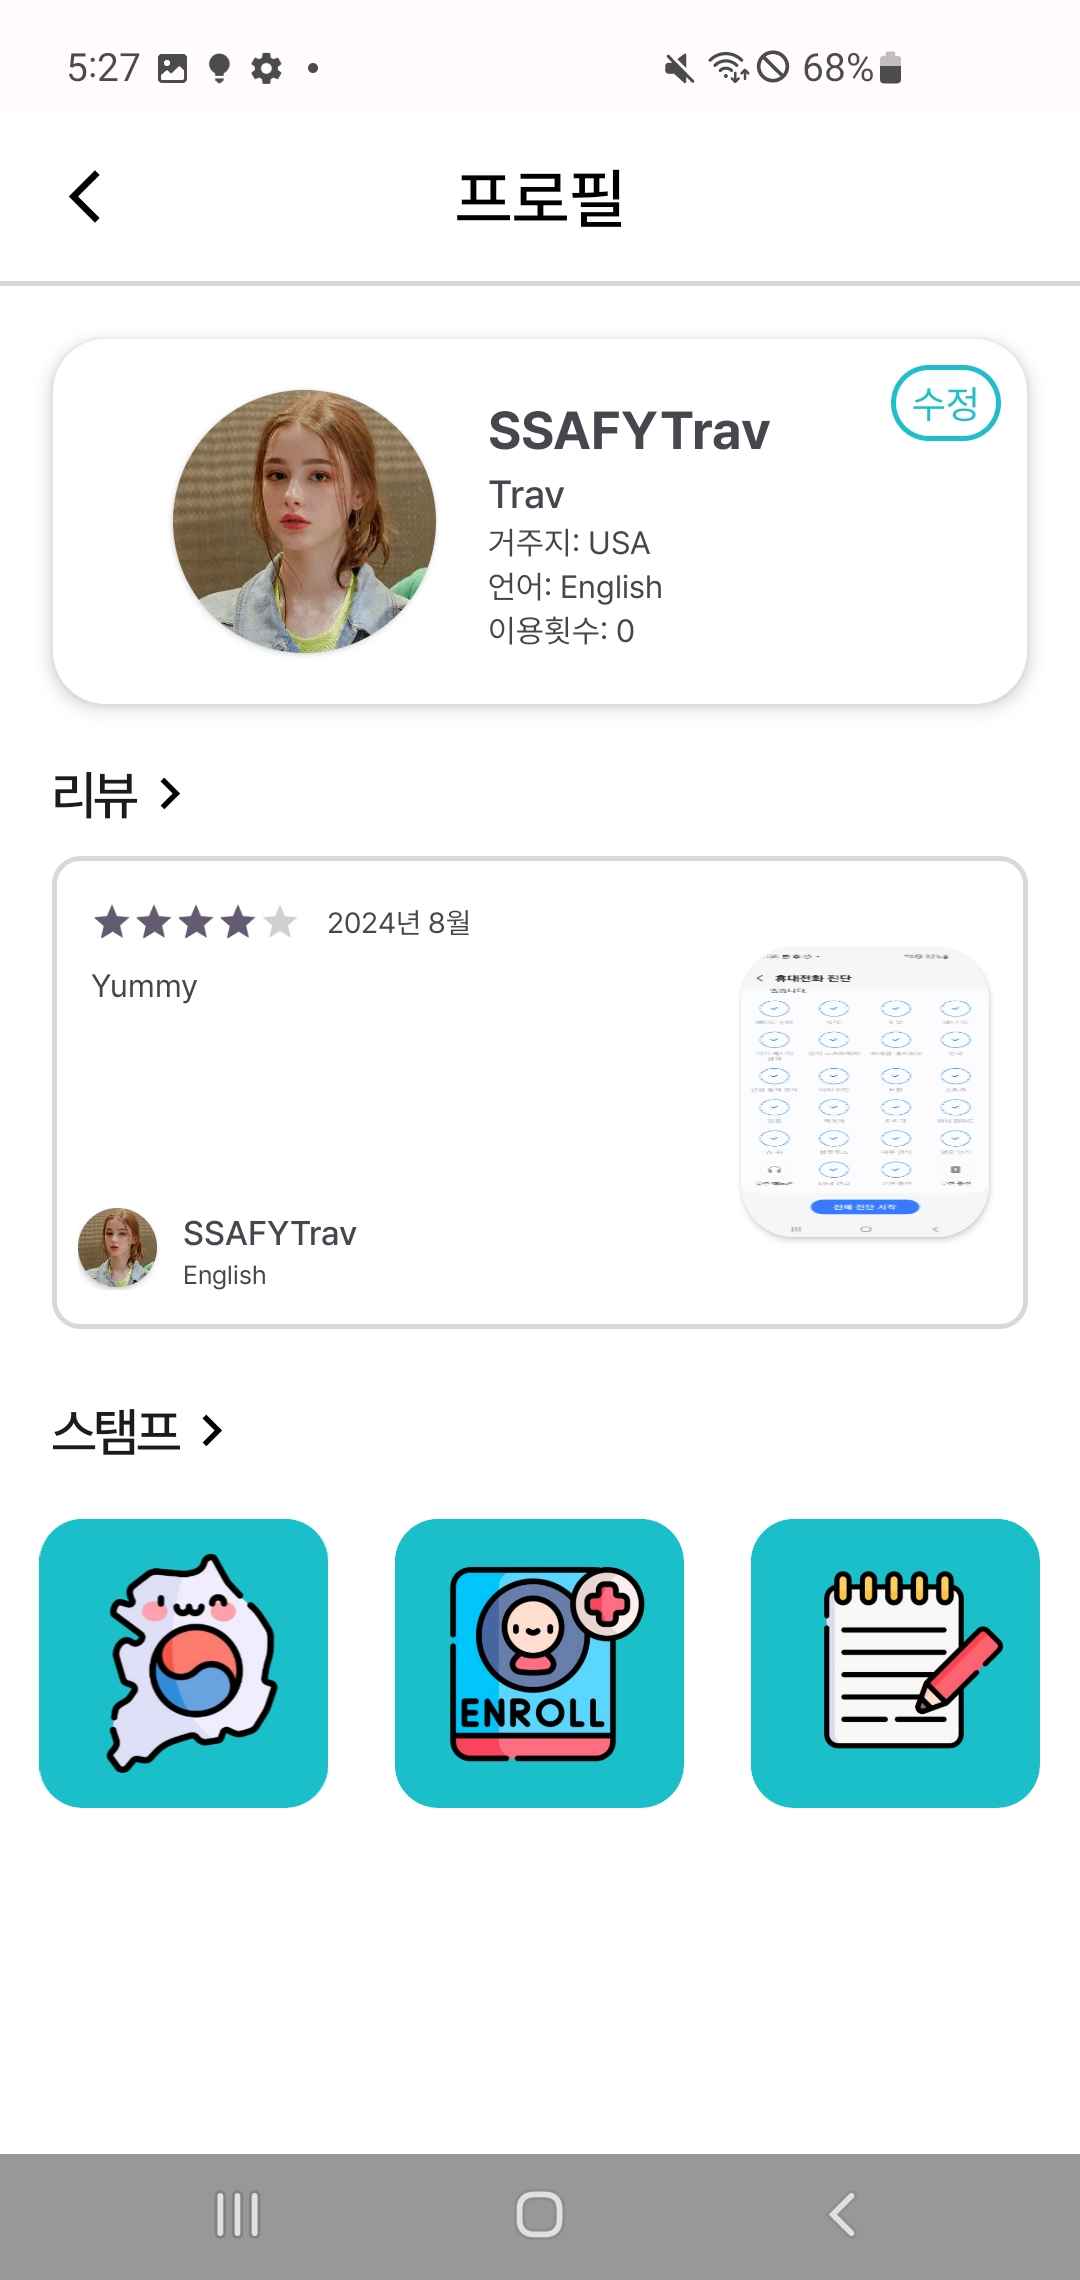 5:27 68%
프로필
수정
SSAFYTrav
Trav
거주지: USA
언어: English
이용횟수: 0
리뷰
2024년 8월
Yummy
휴대전화 진단
전체 진단 시작
SSAFYTrav
English
스탬프
ENROLL